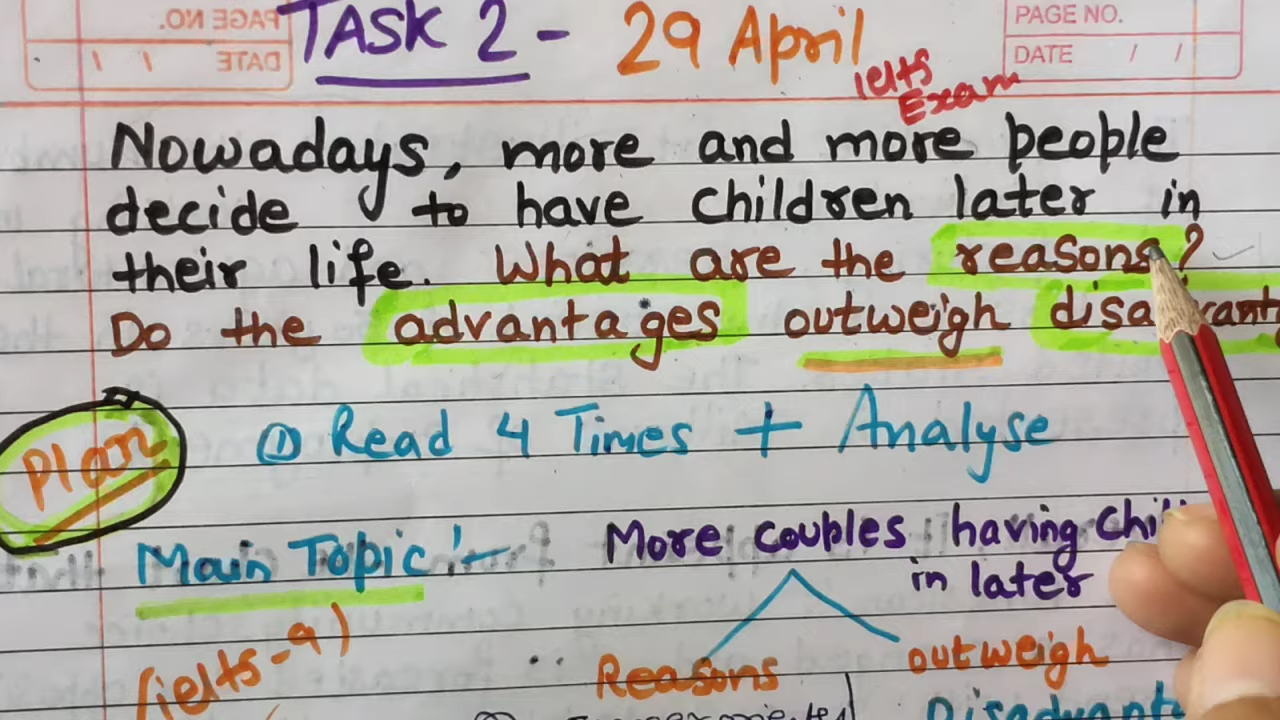 PAGE NO.
DATE / /
TASK 2 - 29 April
Ielts
Exam
PAGE NO.
DATE / /
Nowadays, more and more people
decide to have children later in
their life. What are the reasons?
Do the advantages outweigh
Plan
① Read 4 Times + Analyse
Main Topic :- More couples having
in later
(ielts-9)
Reasons
outweigh